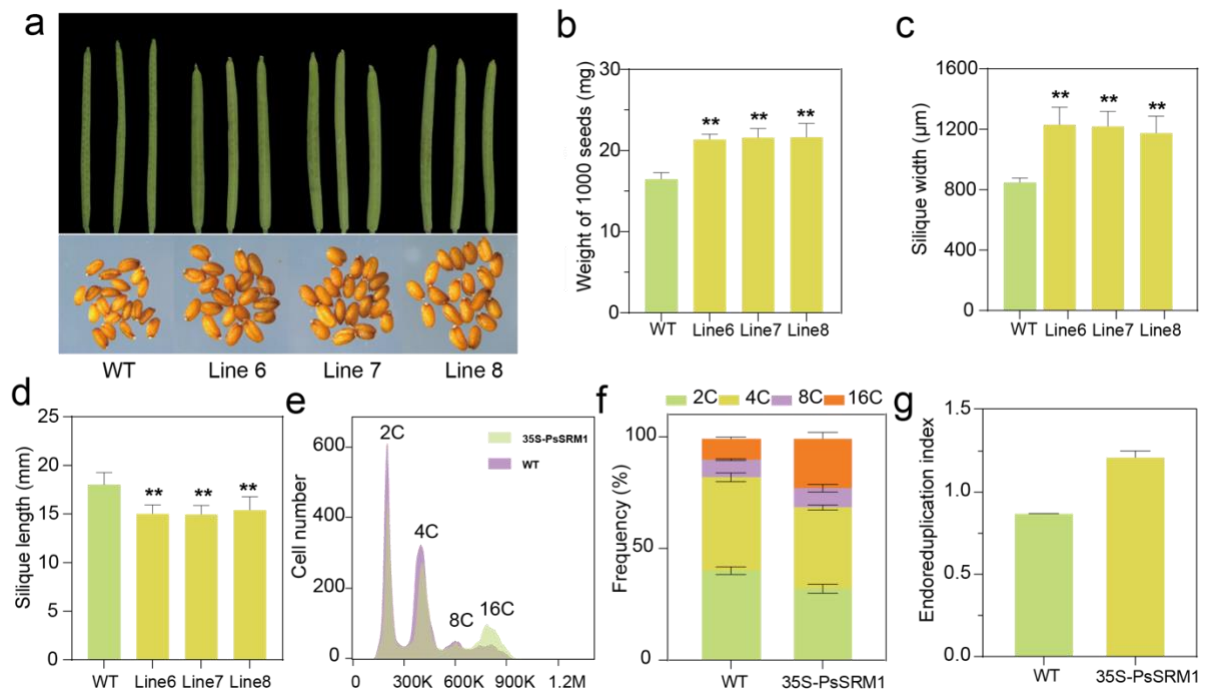 a
WT
Line 6
Line 7
Line 8
b
Weight of 1000 seeds (mg)
30
20
10
0
**
**
**
WT
Line6
Line7
Line8
c
Silique width (μm)
1600
1200
800
400
0
**
**
**
WT
Line6
Line7
Line8
d
Silique length (mm)
25
20
15
10
5
0
**
**
**
WT
Line6
Line7
Line8
e
Cell number
600
400
200
0
2C
4C
8C
16C
35S-PsSRM1
WT
0
300K
600K
900K
1.2M
f
2C
4C
8C
16C
Frequency (%)
100
50
0
WT
35S-PsSRM1
g
Endoreduplication index
1.5
1.0
0.5
0.0
WT
35S-PsSRM1